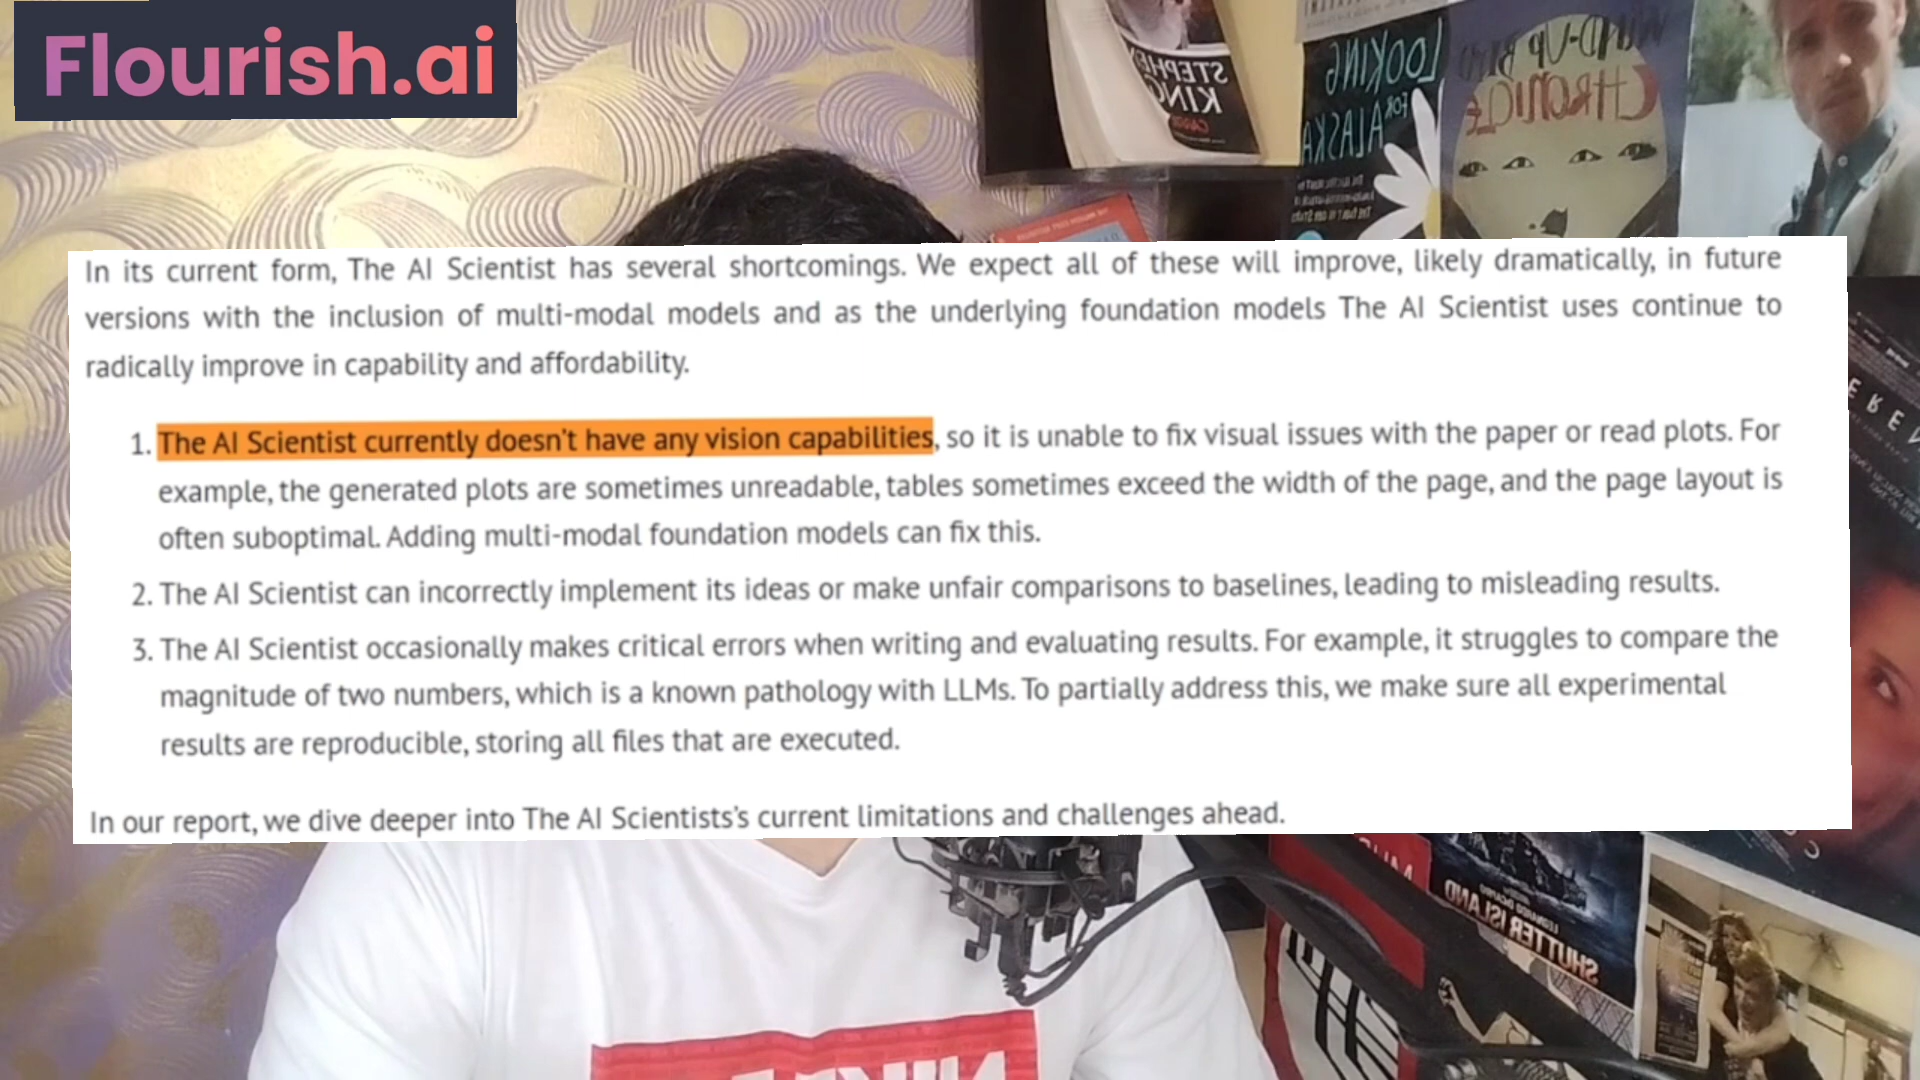 Flourish.ai
STEPHEN
KING
LOOKING
FOR
ALASKA
WIND-UP BIRD
CHRONICLE
In its current form, The AI Scientist has several shortcomings. We expect all of these will improve, likely dramatically, in future
versions with the inclusion of multi-modal models and as the underlying foundation models The AI Scientist uses continue to
radically improve in capability and affordability.
1. The AI Scientist currently doesn't have any vision capabilities, so it is unable to fix visual issues with the paper or read plots. For
example, the generated plots are sometimes unreadable, tables sometimes exceed the width of the page, and the page layout is
often suboptimal. Adding multi-modal foundation models can fix this.
2. The AI Scientist can incorrectly implement its ideas or make unfair comparisons to baselines, leading to misleading results.
3. The AI Scientist occasionally makes critical errors when writing and evaluating results. For example, it struggles to compare the
magnitude of two numbers, which is a known pathology with LLMs. To partially address this, we make sure all experimental
results are reproducible, storing all files that are executed.
In our report, we dive deeper into The AI Scientists's current limitations and challenges ahead.
LEONARDO DICAPRIO
SHUTTER ISLAND